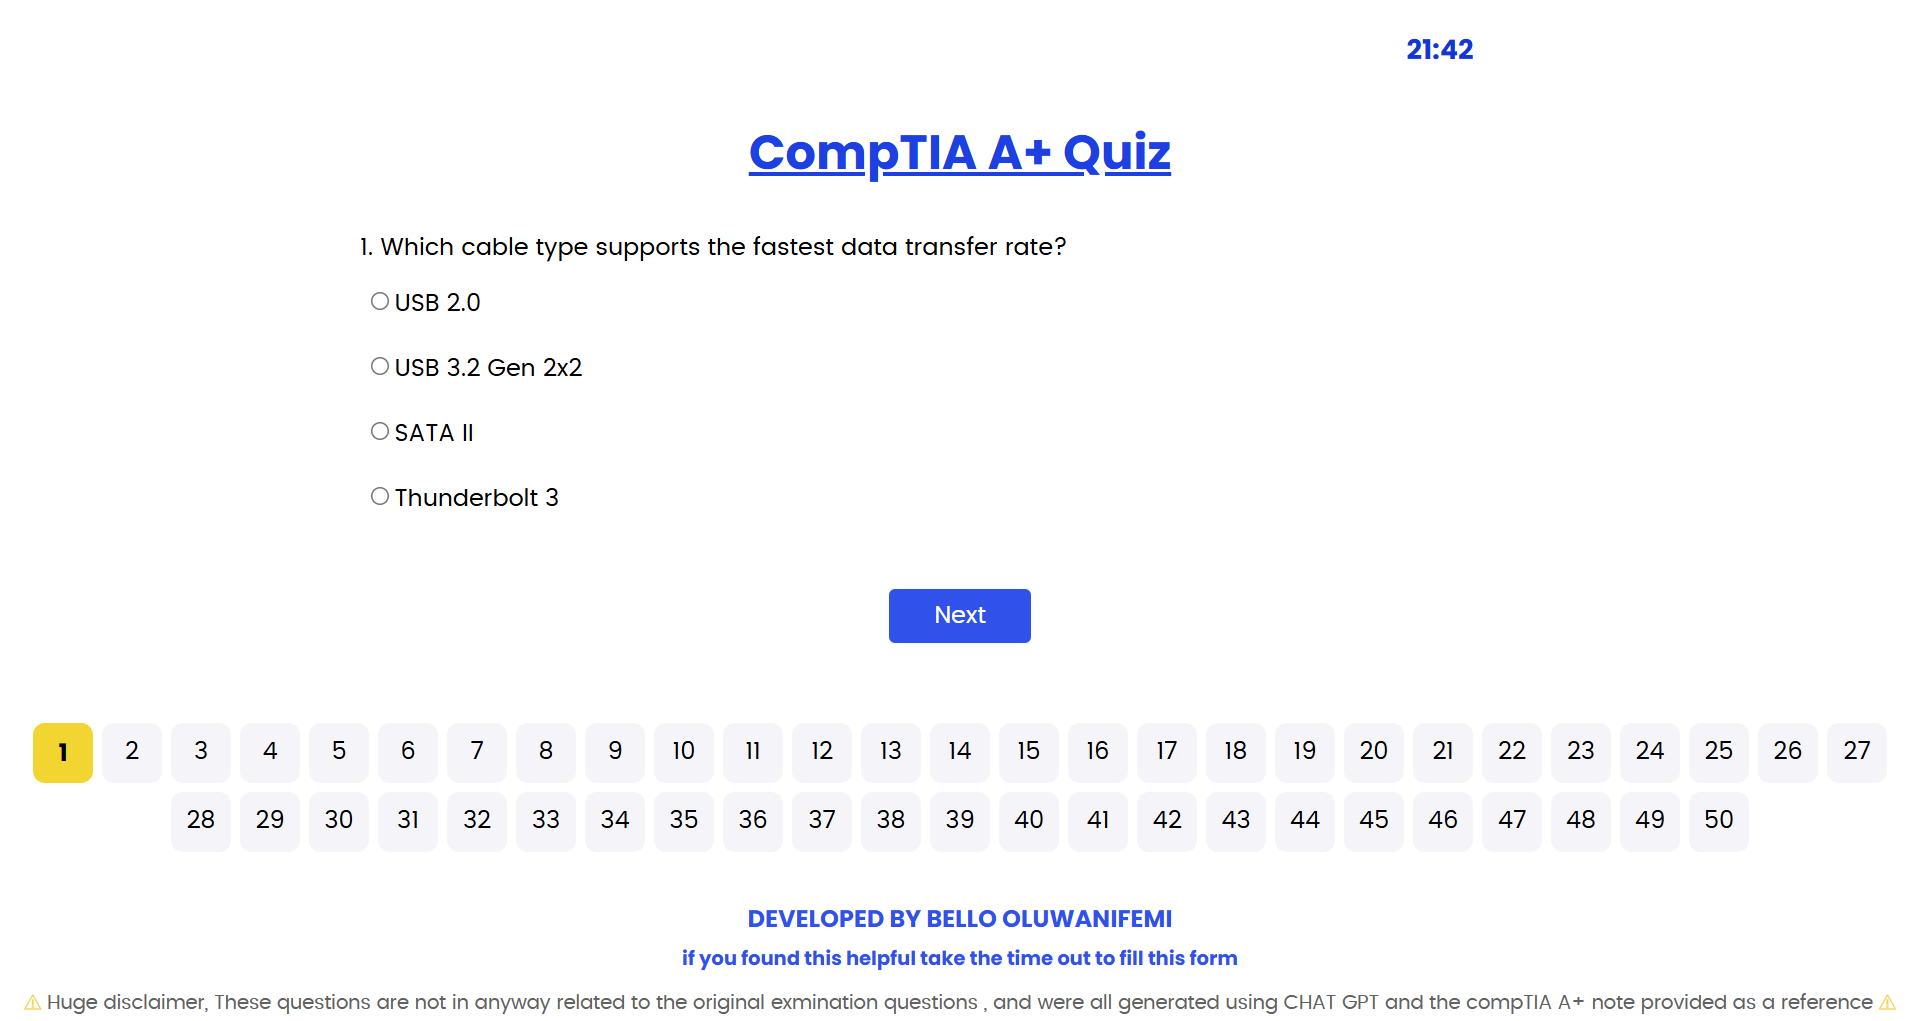 21:42
CompTIA A+ Quiz
1. Which cable type supports the fastest data transfer rate?
USB 2.0
USB 3.2 Gen 2x2
SATA II
Thunderbolt 3
Next
1 2 3 4 5 6 7 8 9 10 11 12 13 14 15 16 17 18 19 20 21 22 23 24 25 26 27
28 29 30 31 32 33 34 35 36 37 38 39 40 41 42 43 44 45 46 47 48 49 50
DEVELOPED BY BELLO OLUWANIFEMI
if you found this helpful take the time out to fill this form
⚠ Huge disclaimer, These questions are not in anyway related to the original exmination questions , and were all generated using CHAT GPT and the compTIA A+ note provided as a reference ⚠